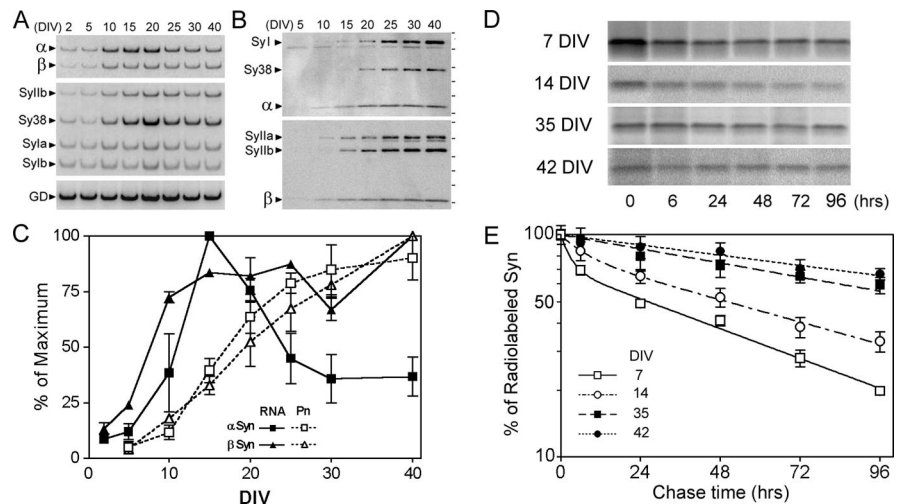 A
(DIV) 2 5 10 15 20 25 30 40
α
β
SyIIb
Sy38
SyIa
SyIb
GD
B
(DIV) 5 10 15 20 25 30 40
SyI
Sy38
α
SyIIa
SyIIb
β
C
% of Maximum
100
75
50
25
0
0 10 20 30 40
DIV
RNA Pn
αSyn
βSyn
D
7 DIV
14 DIV
35 DIV
42 DIV
0 6 24 48 72 96 (hrs)
E
% of Radiolabeled Syn
100
50
10
DIV
7
14
35
42
0 24 48 72 96
Chase time (hrs)